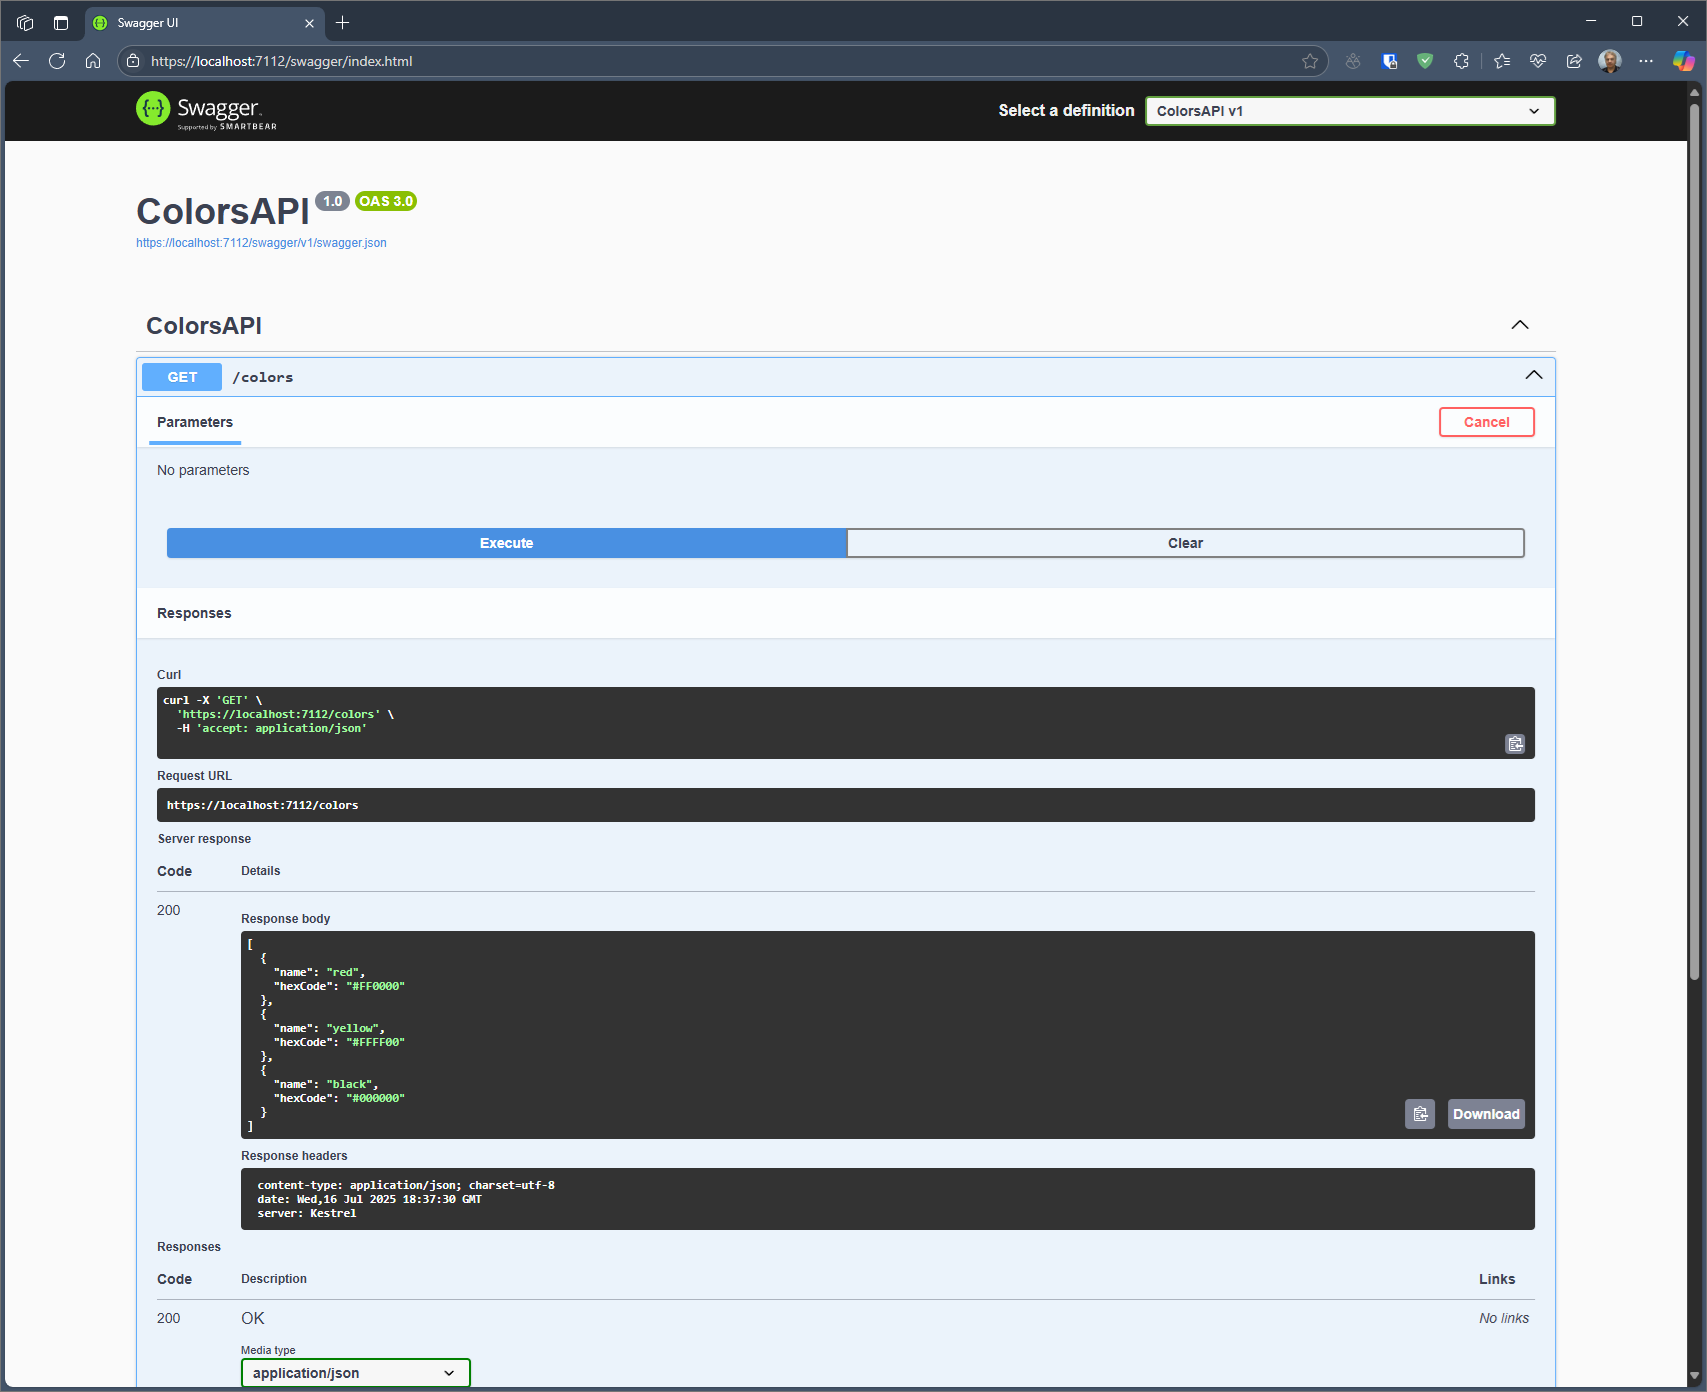 Swagger UI
https://localhost:7112/swagger/index.html
Swagger.
Supported by SMARTBEAR
Select a definition
ColorsAPI v1
ColorsAPI 1.0 OAS 3.0
https://localhost:7112/swagger/v1/swagger.json
ColorsAPI
GET /colors
Parameters
Cancel
No parameters
Execute
Clear
Responses
Curl
curl -X 'GET' \
  'https://localhost:7112/colors' \
  -H 'accept: application/json'
Request URL
https://localhost:7112/colors
Server response
Code Details
200
Response body
[
  {
    "name": "red",
    "hexCode": "#FF0000"
  },
  {
    "name": "yellow",
    "hexCode": "#FFFF00"
  },
  {
    "name": "black",
    "hexCode": "#000000"
  }
]
Download
Response headers
content-type: application/json; charset=utf-8
date: Wed,16 Jul 2025 18:37:30 GMT
server: Kestrel
Responses
Code Description Links
200 OK No links
Media type
application/json